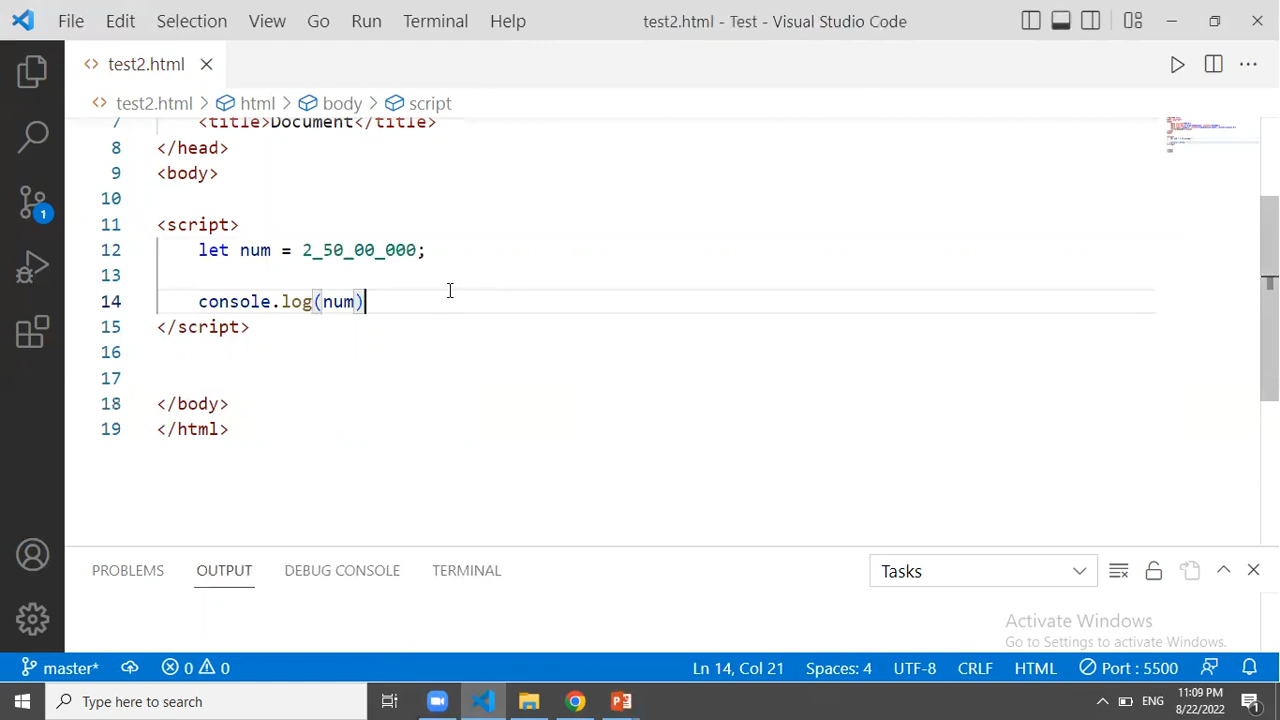 File Edit Selection View Go Run Terminal Help test2.html - Test - Visual Studio Code
test2.html
test2.html > html > body > script
7 <title>Document</title>
8 </head>
9 <body>
10
11 <script>
12 let num = 2_50_00_000;
13
14 console.log(num)
15 </script>
16
17
18 </body>
19 </html>
PROBLEMS OUTPUT DEBUG CONSOLE TERMINAL Tasks
Activate Windows
Go to Settings to activate Windows.
master* 0 0 Ln 14, Col 21 Spaces: 4 UTF-8 CRLF HTML Port : 5500
Type here to search ENG 11:09 PM
8/22/2022
1
1